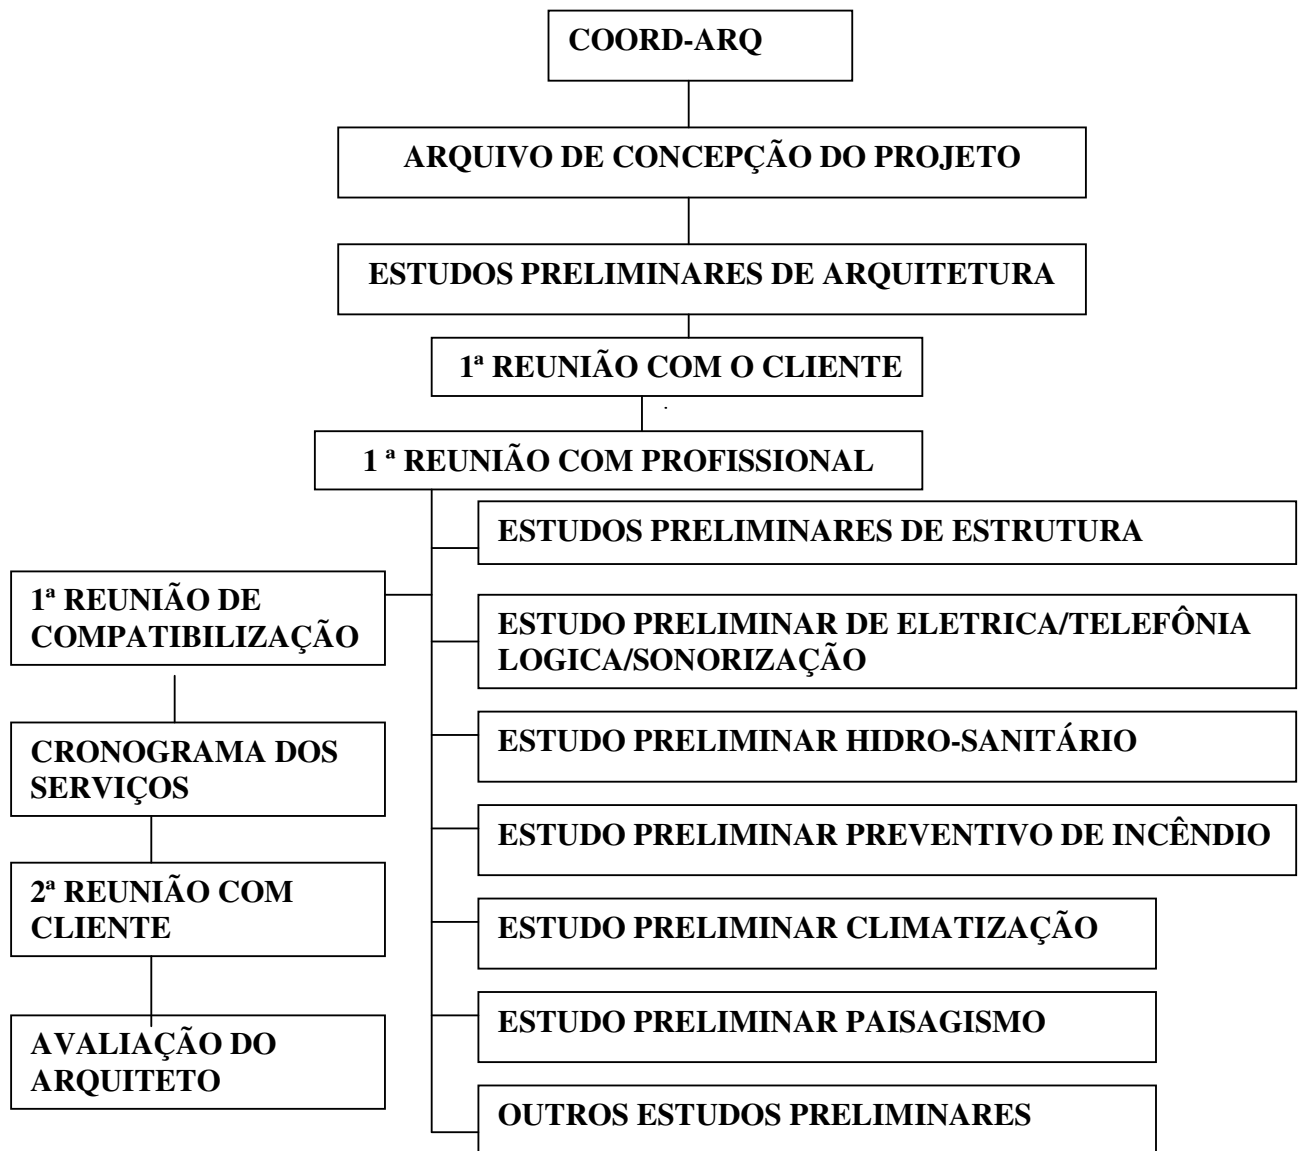 COORD-ARQ
ARQUIVO DE CONCEPÇÃO DO PROJETO
ESTUDOS PRELIMINARES DE ARQUITETURA
1ª REUNIÃO COM O CLIENTE
1 ª REUNIÃO COM PROFISSIONAL
ESTUDOS PRELIMINARES DE ESTRUTURA
1ª REUNIÃO DE
COMPATIBILIZAÇÃO
ESTUDO PRELIMINAR DE ELETRICA/TELEFÔNIA
LOGICA/SONORIZAÇÃO
CRONOGRAMA DOS
SERVIÇOS
ESTUDO PRELIMINAR HIDRO-SANITÁRIO
ESTUDO PRELIMINAR PREVENTIVO DE INCÊNDIO
2ª REUNIÃO COM
CLIENTE
ESTUDO PRELIMINAR CLIMATIZAÇÃO
AVALIAÇÃO DO
ARQUITETO
ESTUDO PRELIMINAR PAISAGISMO
OUTROS ESTUDOS PRELIMINARES